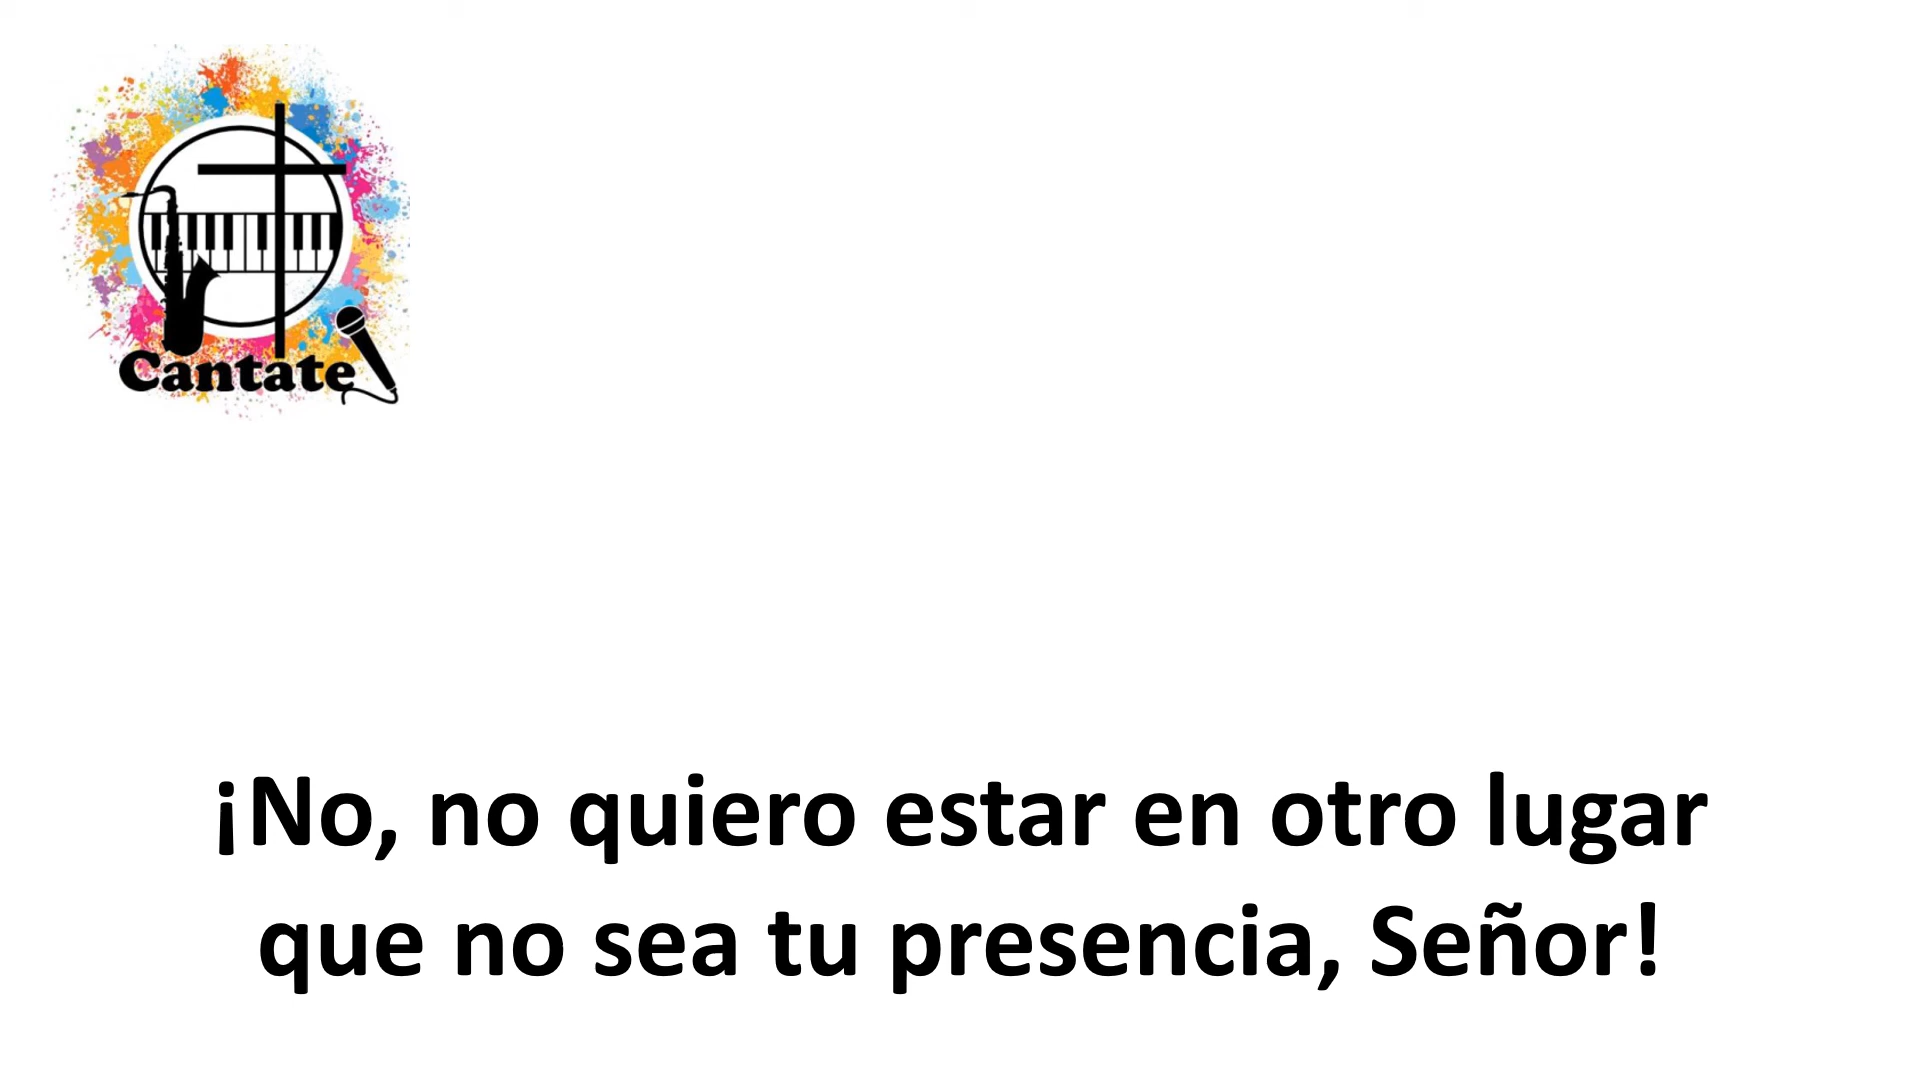 Cantate
¡No, no quiero estar en otro lugar
que no sea tu presencia, Señor!